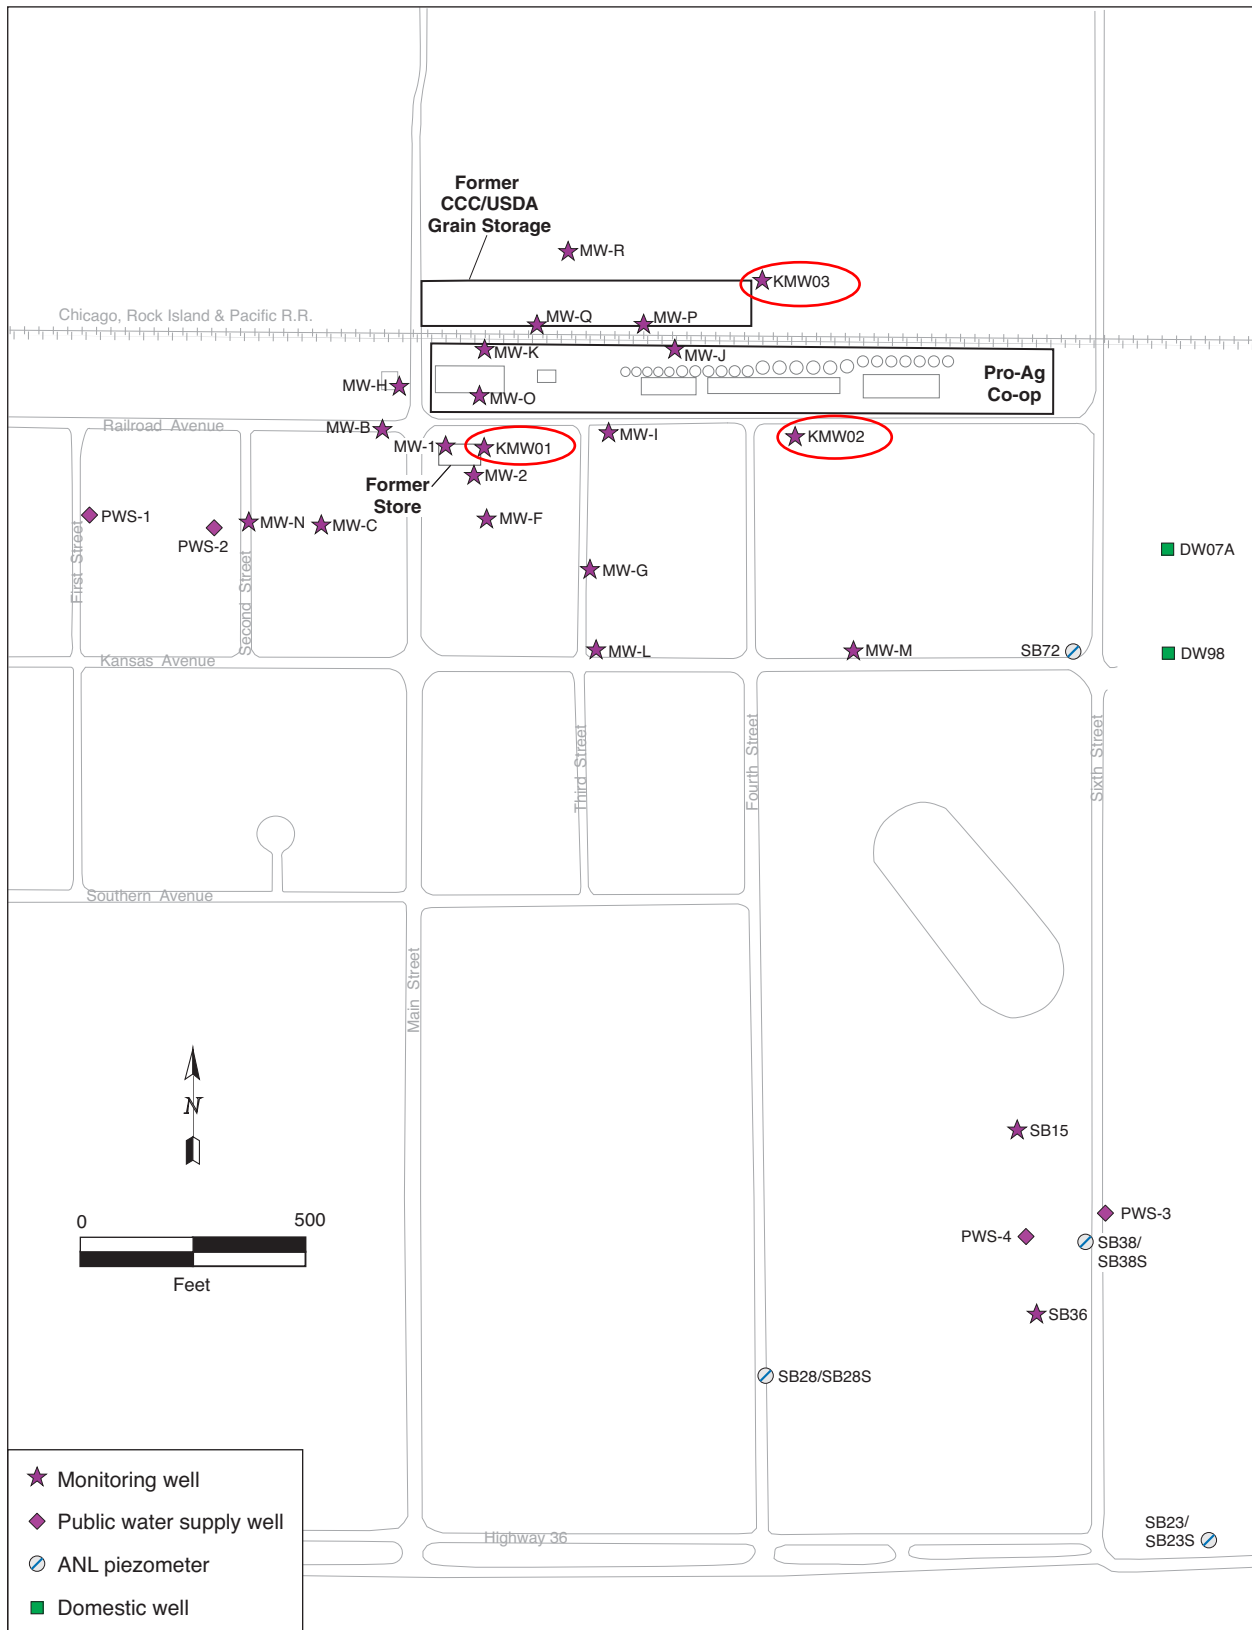 Former
CCC/USDA
Grain Storage
MW-R
KMW03
Chicago, Rock Island & Pacific R.R.
MW-Q
MW-P
MW-K
MW-J
Pro-Ag
Co-op
MW-H
MW-O
Railroad Avenue
MW-B
MW-I
KMW02
MW-1
KMW01
MW-2
Former
Store
PWS-1
PWS-2
MW-N
MW-C
MW-F
DW07A
First Street
Second Street
MW-G
Kansas Avenue
MW-L
MW-M
SB72
DW98
Third Street
Fourth Street
Sixth Street
Southern Avenue
Main Street
N
SB15
0
500
Feet
PWS-3
PWS-4
SB38/
SB38S
SB36
SB28/SB28S
Monitoring well
Public water supply well
ANL piezometer
Domestic well
Highway 36
SB23/
SB23S